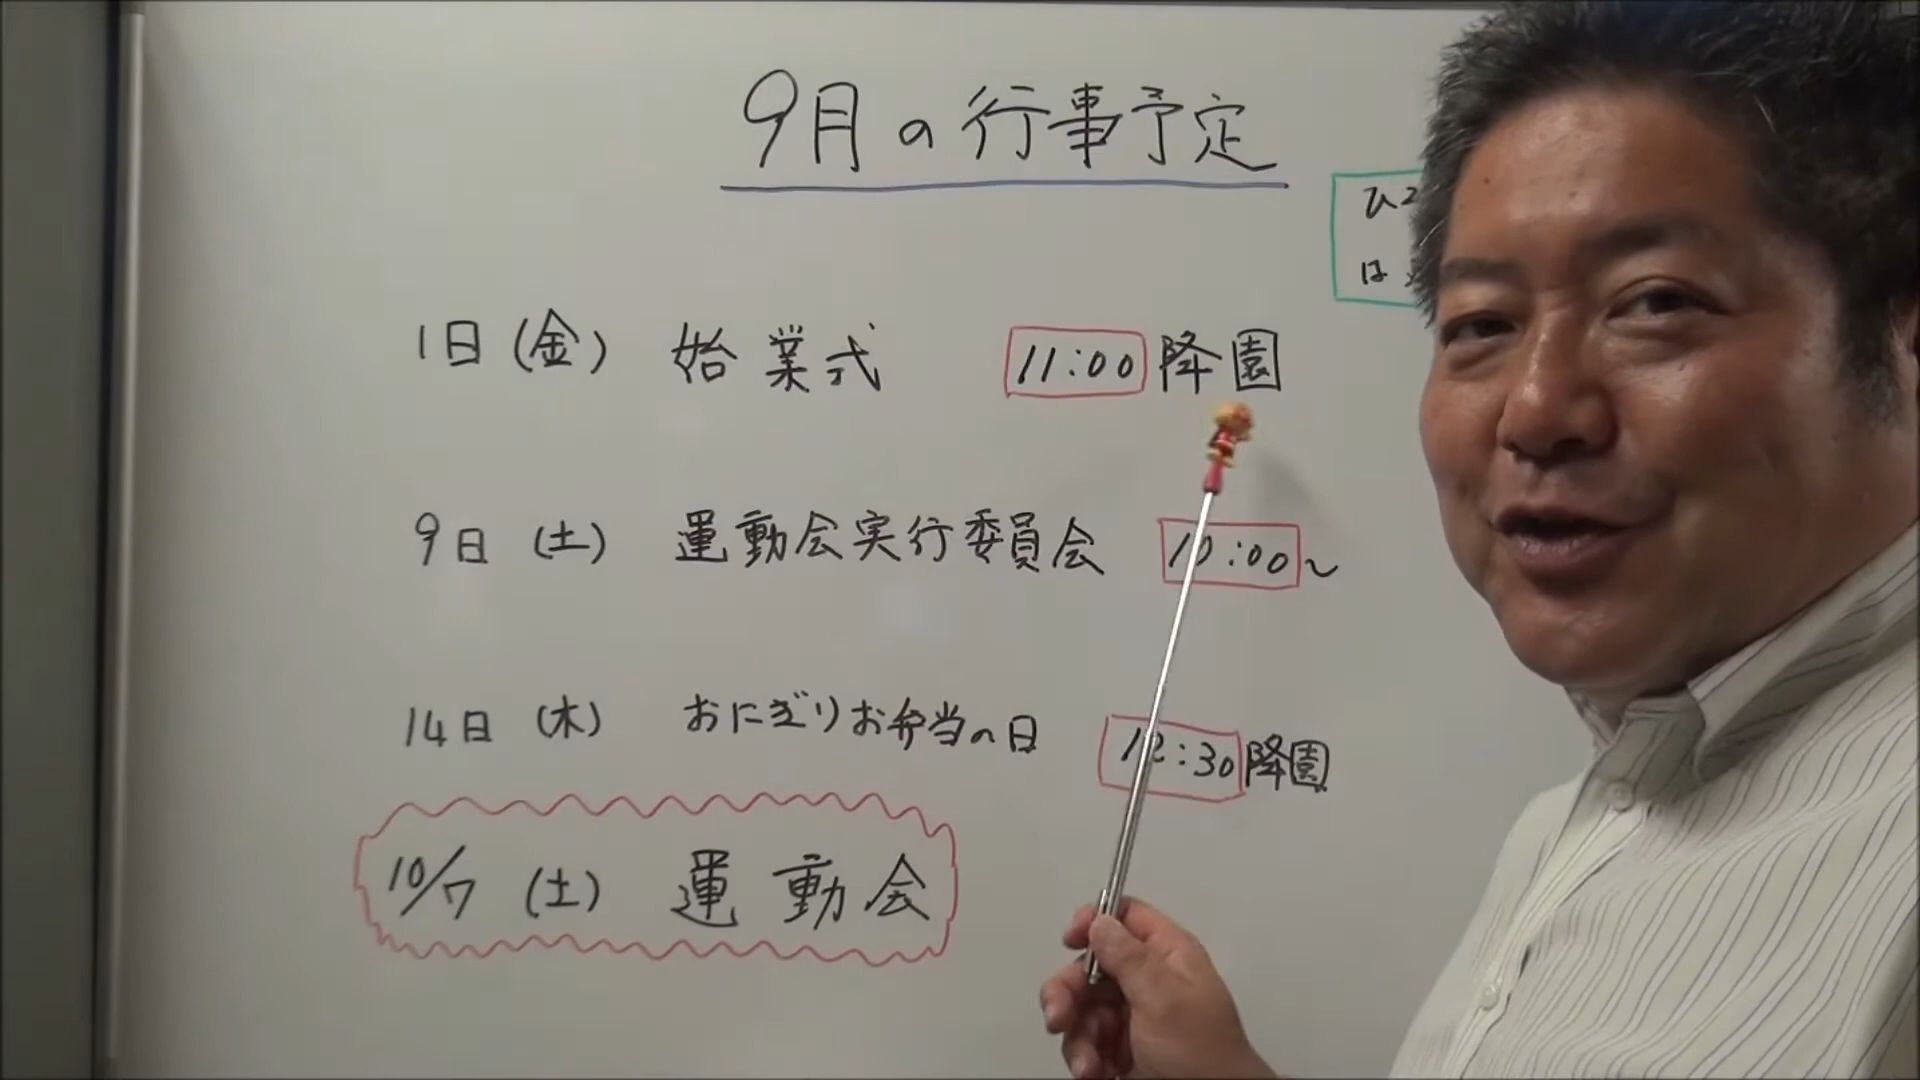 9月の行事予定
1日(金) 始業式 11:00 降園
9日(土) 運動会実行委員会 10:00〜
14日(木) おにぎりお弁当の日 12:30 降園
10/7(土) 運動会